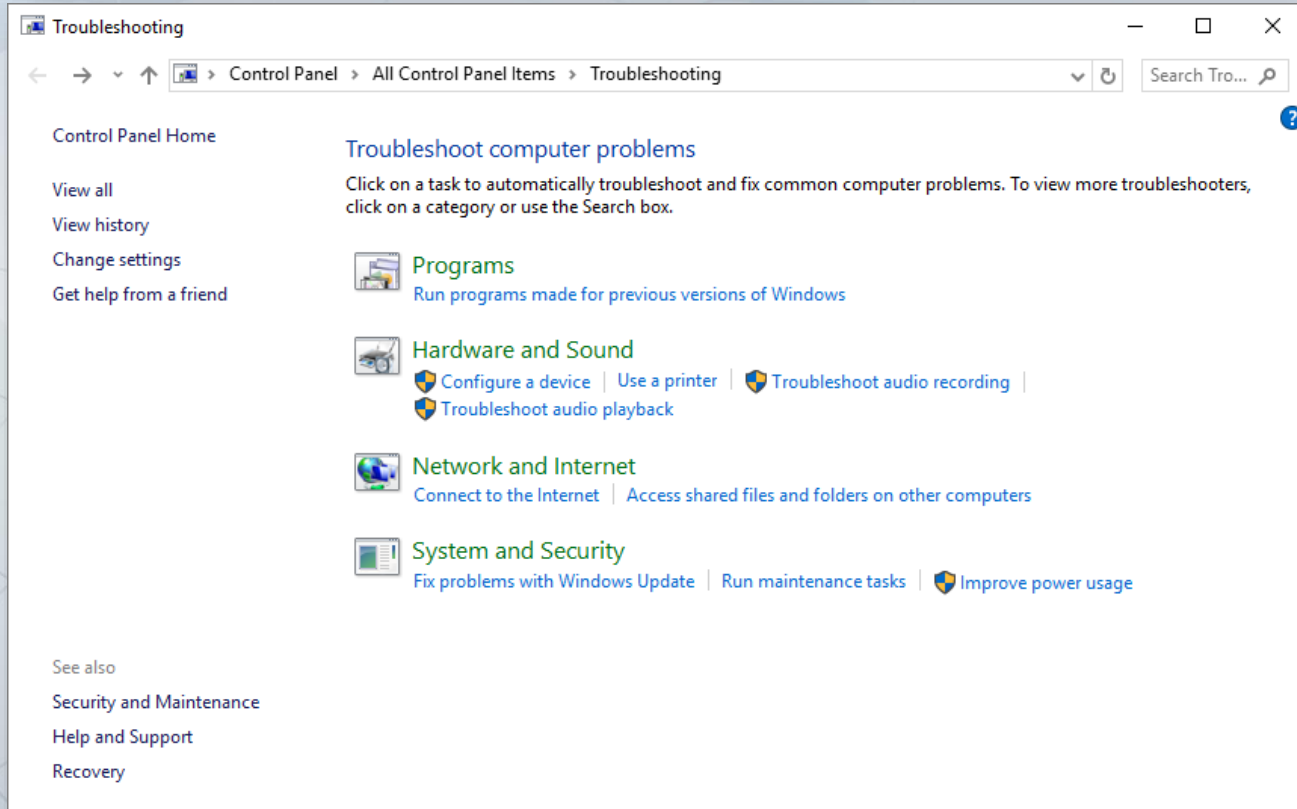 Troubleshooting
Control Panel > All Control Panel Items > Troubleshooting
Search Tro...
?
Control Panel Home
View all
View history
Change settings
Get help from a friend
Troubleshoot computer problems
Click on a task to automatically troubleshoot and fix common computer problems. To view more troubleshooters,
click on a category or use the Search box.
Programs
Run programs made for previous versions of Windows
Hardware and Sound
Configure a device | Use a printer | Troubleshoot audio recording |
Troubleshoot audio playback
Network and Internet
Connect to the Internet | Access shared files and folders on other computers
System and Security
Fix problems with Windows Update | Run maintenance tasks | Improve power usage
See also
Security and Maintenance
Help and Support
Recovery